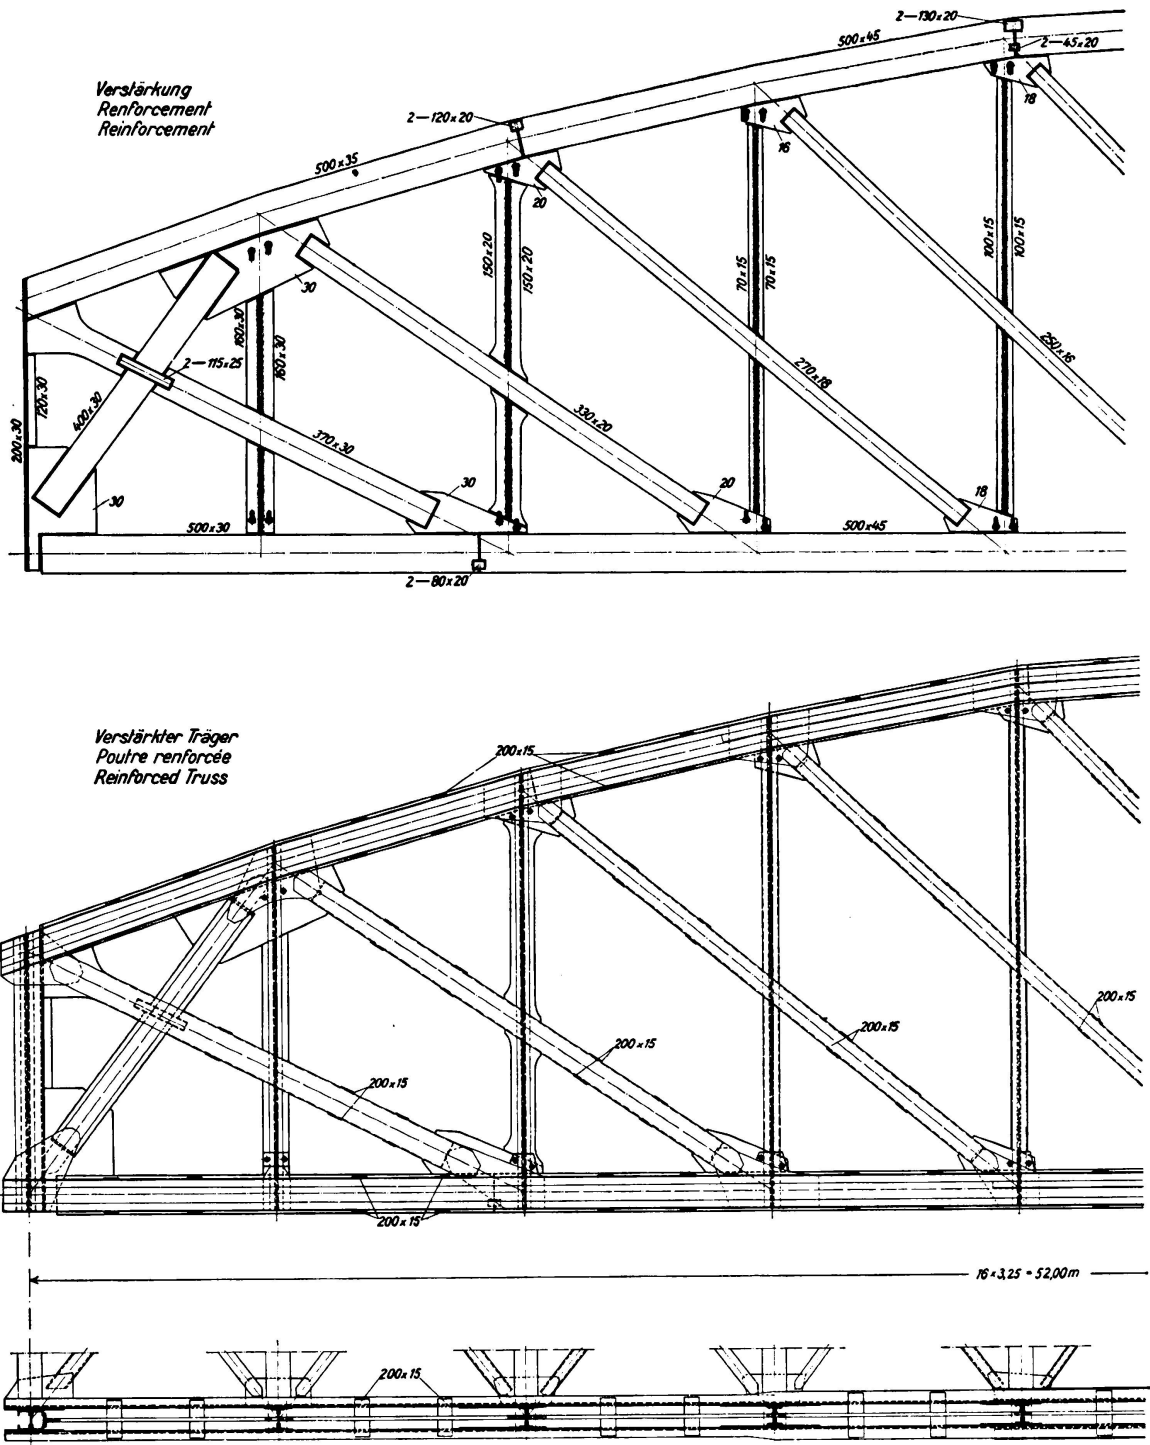 2—130x20
500x45
2—45x20
Verstärkung
Renforcement
Reinforcement
18
2—120x20
16
500x35
20
150x20
150x20
70x15
70x15
100x15
100x15
30
160x30
160x30
2—115x25
250x16
270x18
120x30
400x30
330x20
200x30
370x30
30
20
18
30
500x30
500x45
2—80x20
Verstärkter Träger
Poutre renforcée
Reinforced Truss
200x15
200x15
200x15
200x15
200x15
200x15
16x3,25 = 52,00m
200x15